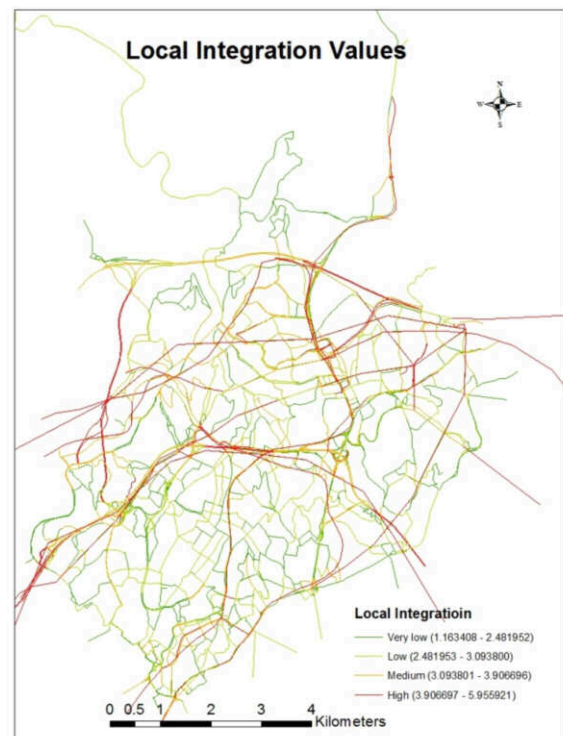 Local Integration Values
N
W E
S
Local Integratioin
Very low (1.163408 - 2.481952)
Low (2.481953 - 3.093800)
Medium (3.093801 - 3.906696)
High (3.906697 - 5.955921)
0 0.5 1 2 3 4
Kilometers